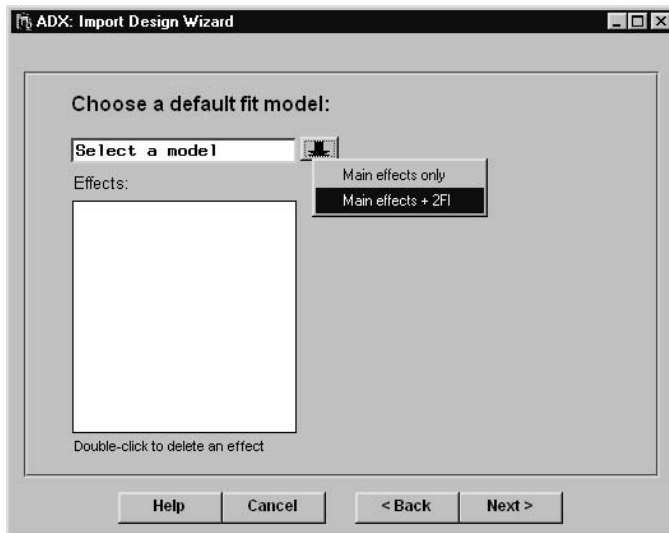 ADX: Import Design Wizard
Choose a default fit model:
Select a model
Main effects only
Effects:
Main effects + 2FI
Double-click to delete an effect
Help Cancel < Back Next >